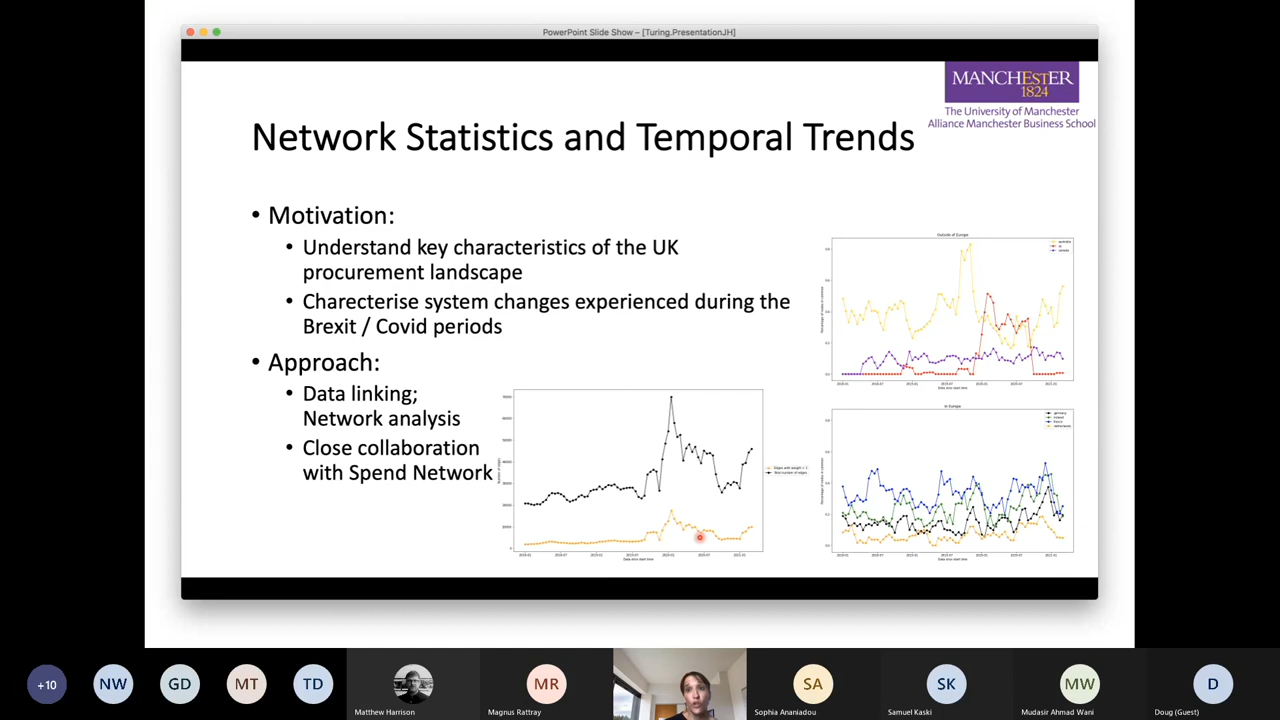 PowerPoint Slide Show – [Turing.PresentationJH]
MANCHESTER
1824
The University of Manchester
Alliance Manchester Business School
Network Statistics and Temporal Trends
• Motivation:
• Understand key characteristics of the UK
procurement landscape
• Charecterise system changes experienced during the
Brexit / Covid periods
• Approach:
• Data linking;
Network analysis
• Close collaboration
with Spend Network
Outside of Europe
In Europe
+10
NW
GD
MT
TD
Matthew Harrison
MR
Magnus Rattray
SA
Sophia Ananiadou
SK
Samuel Kaski
MW
Mudasir Ahmad Wani
D
Doug (Guest)